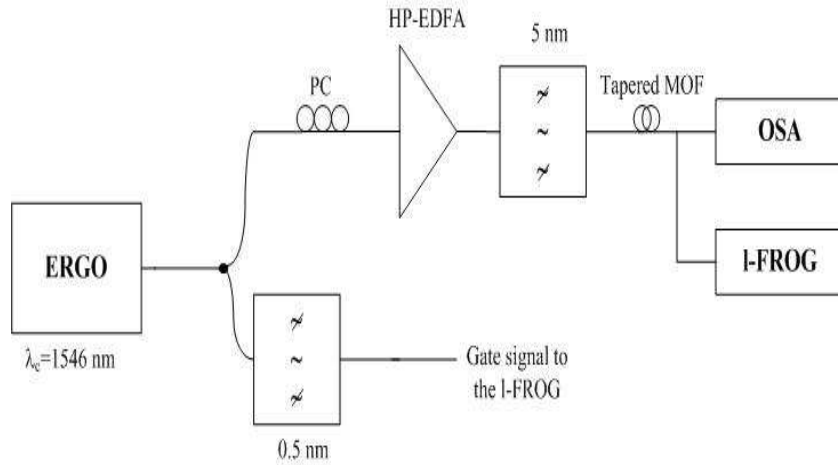 HP-EDFA
5 nm
PC
Tapered MOF
OSA
ERGO
l-FROG
λc=1546 nm
Gate signal to
the l-FROG
0.5 nm